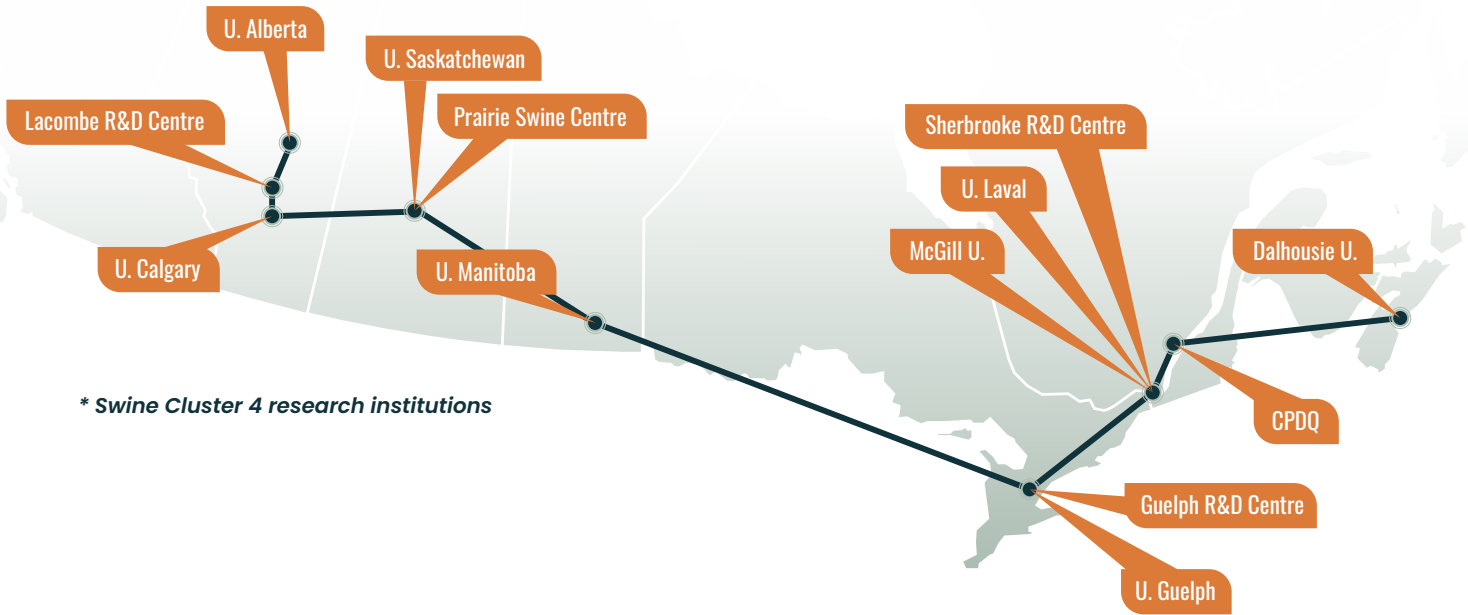 U. Alberta
U. Saskatchewan
Lacombe R&D Centre
Prairie Swine Centre
Sherbrooke R&D Centre
U. Laval
McGill U.
Dalhousie U.
U. Calgary
U. Manitoba
* Swine Cluster 4 research institutions
CPDQ
Guelph R&D Centre
U. Guelph